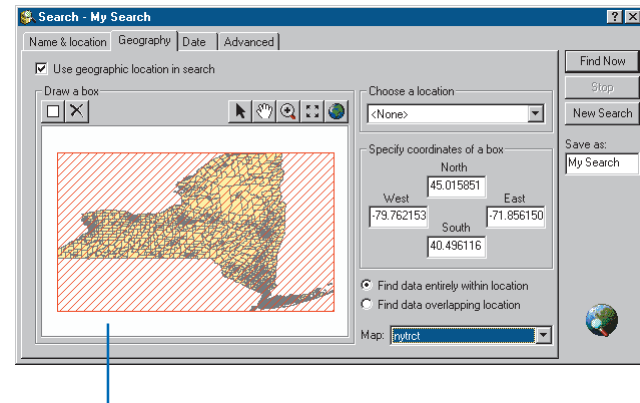 Search - My Search
Name & location Geography Date Advanced
Use geographic location in search
Draw a box
Choose a location
<None>
Specify coordinates of a box
North
45.015851
West East
-79.762153 -71.856150
South
40.496116
Find data entirely within location
Find data overlapping location
Map: nytrct
Find Now
Stop
New Search
Save as:
My Search